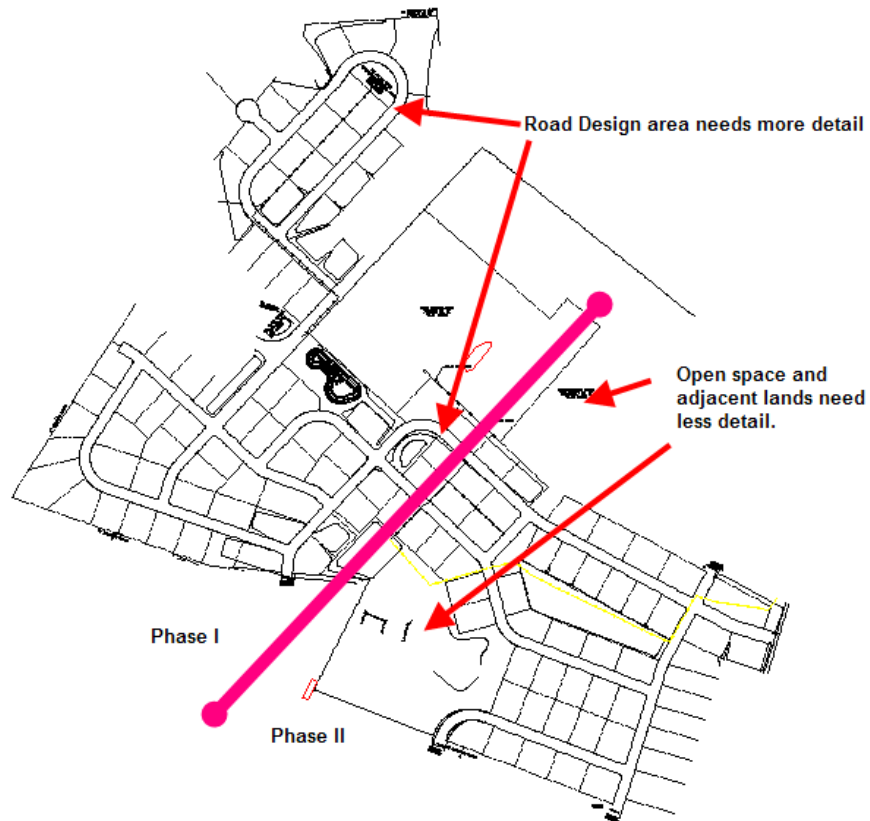 Road Design area needs more detail
Open space and
adjacent lands need
less detail.
Phase I
Phase II